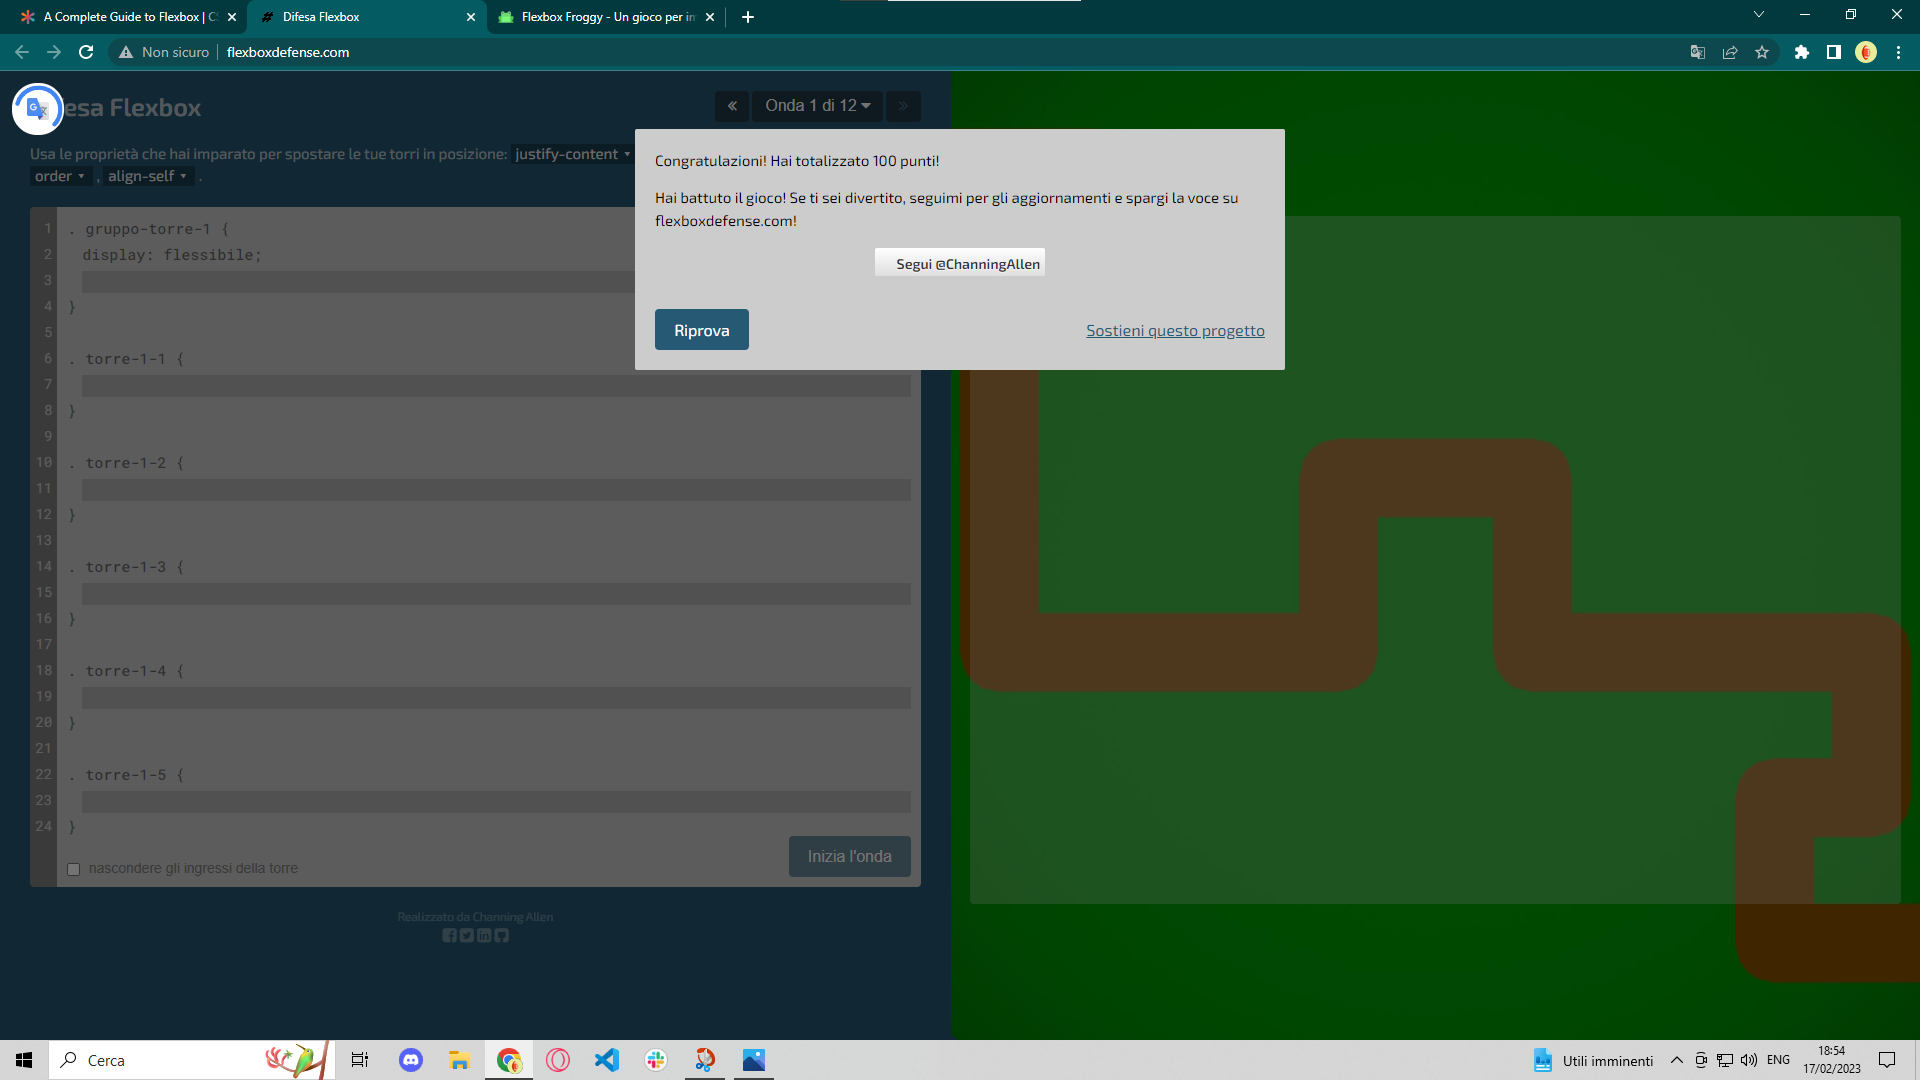 A Complete Guide to Flexbox | CS
Difesa Flexbox
Flexbox Froggy - Un gioco per im
Non sicuro
flexboxdefense.com
esa Flexbox
«
Onda 1 di 12
»
Usa le proprietà che hai imparato per spostare le tue torri in posizione: justify-content
order , align-self .
Congratulazioni! Hai totalizzato 100 punti!
Hai battuto il gioco! Se ti sei divertito, seguimi per gli aggiornamenti e spargi la voce su
flexboxdefense.com!
Segui @ChanningAllen
Riprova
Sostieni questo progetto
1 . gruppo-torre-1 {
2 display: flessibile;
3
4 }
5
6 . torre-1-1 {
7
8 }
9
10 . torre-1-2 {
11
12 }
13
14 . torre-1-3 {
15
16 }
17
18 . torre-1-4 {
19
20 }
21
22 . torre-1-5 {
23
24 }
Inizia l'onda
nascondere gli ingressi della torre
Realizzato da Channing Allen
Cerca
Utili imminenti
ENG
18:54
17/02/2023